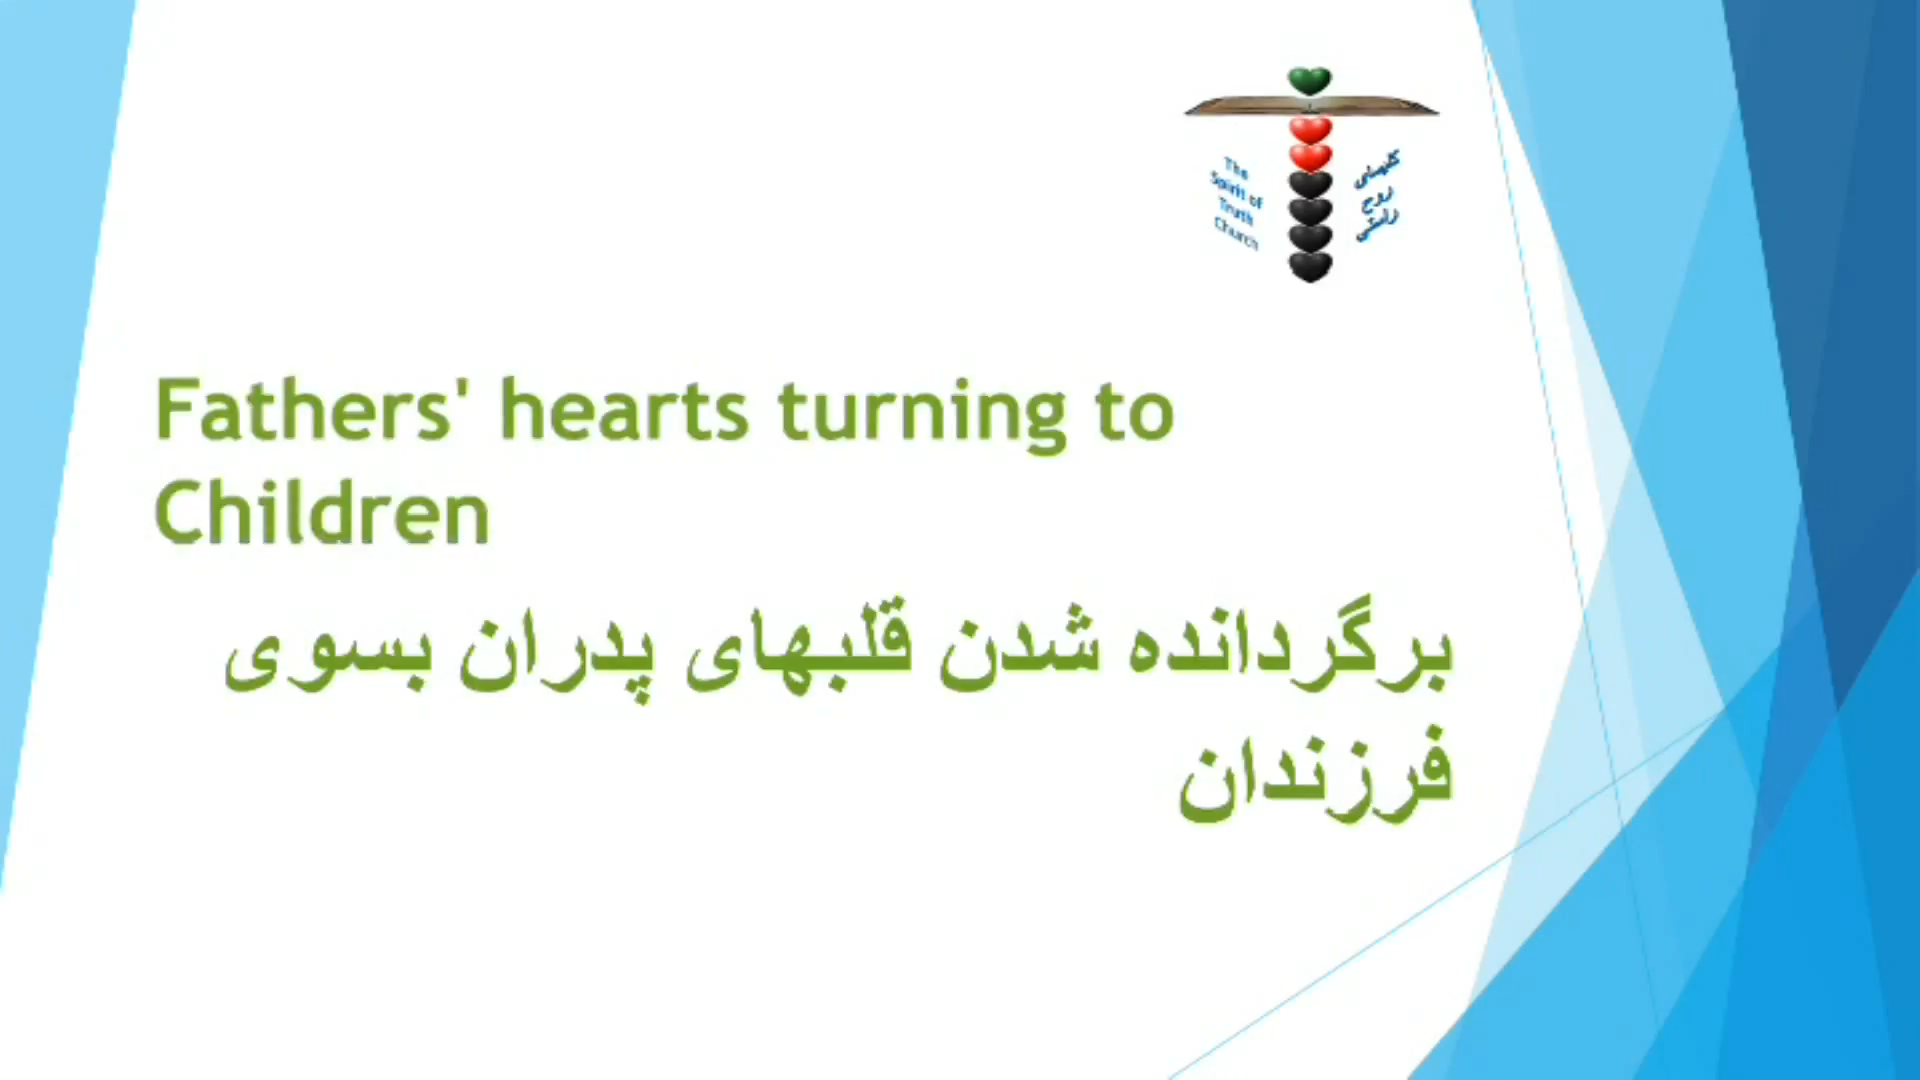 The
Spirit of
Truth
Church
کلیسای
روح
راستی
Fathers' hearts turning to
Children
برگردانده شدن قلبهای پدران بسوی
فرزندان